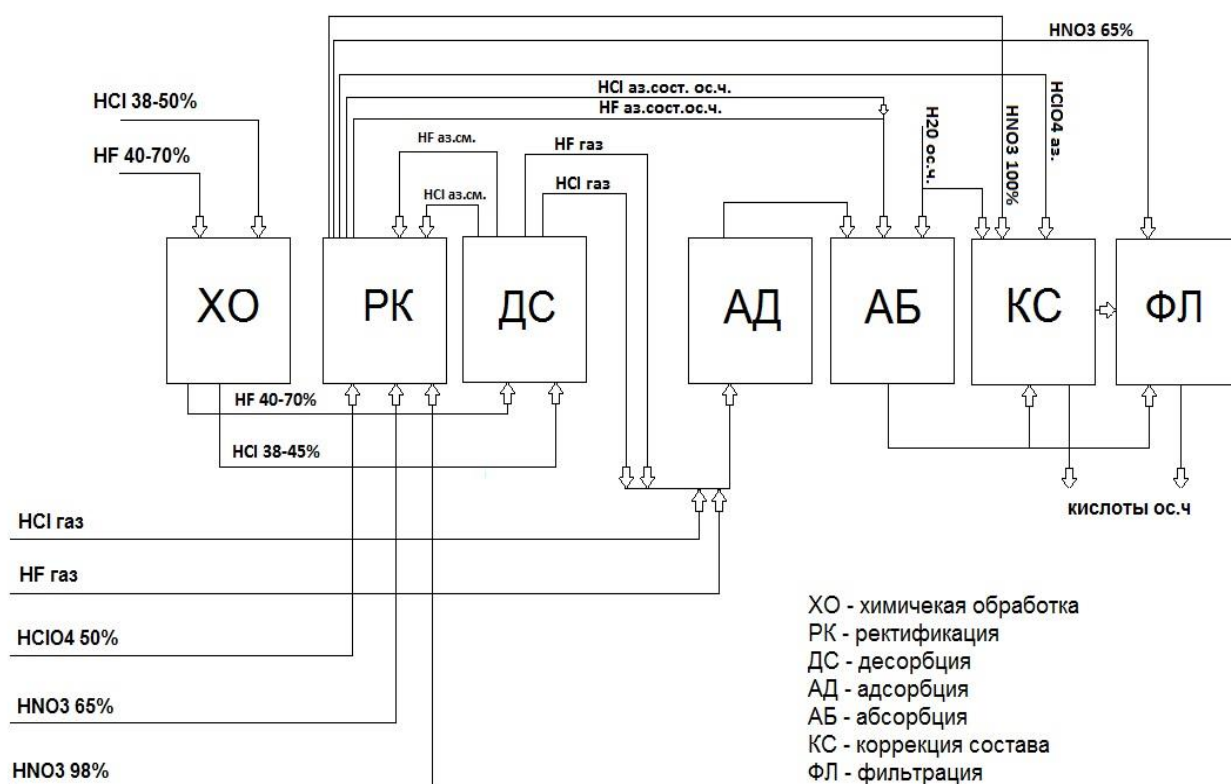 HNO3 65%
HCl 38-50%
HCl аз.сост. ос.ч.
HF аз.сост.ос.ч.
HF 40-70%
HF аз.см.
HF газ
HCl газ
HCl аз.см.
H20 ос.ч.
HNO3 100%
HClO4 аз.
ХО
РК
ДС
АД
АБ
КС
ФЛ
HF 40-70%
HCl 38-45%
кислоты ос.ч
HCl газ
HF газ
HClO4 50%
HNO3 65%
HNO3 98%
ХО - химичекая обработка
РК - ректификация
ДС - десорбция
АД - адсорбция
АБ - абсорбция
КС - коррекция состава
ФЛ - фильтрация